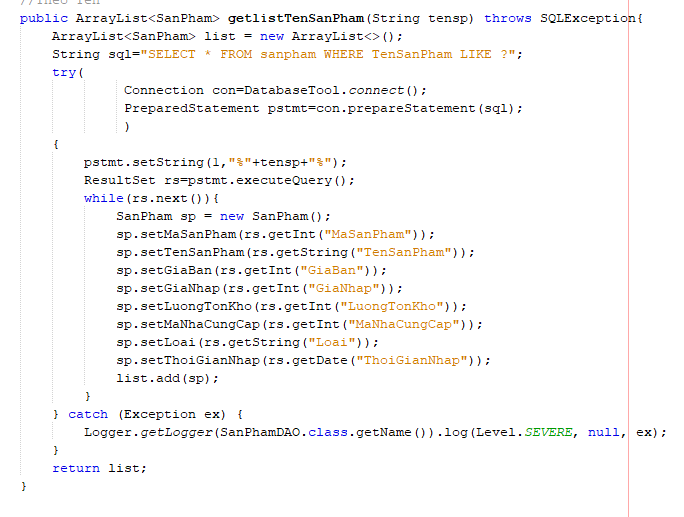 //Theo Ten
public ArrayList<SanPham> getlistTenSanPham(String tensp) throws SQLException{
    ArrayList<SanPham> list = new ArrayList<>();
    String sql="SELECT * FROM sanpham WHERE TenSanPham LIKE ?";
    try(
             Connection con=DatabaseTool.connect();
             PreparedStatement pstmt=con.prepareStatement(sql);
             )
    {
        pstmt.setString(1,"%"+tensp+"%");
        ResultSet rs=pstmt.executeQuery();
        while(rs.next()){
            SanPham sp = new SanPham();
            sp.setMaSanPham(rs.getInt("MaSanPham"));
            sp.setTenSanPham(rs.getString("TenSanPham"));
            sp.setGiaBan(rs.getInt("GiaBan"));
            sp.setGiaNhap(rs.getInt("GiaNhap"));
            sp.setLuongTonKho(rs.getInt("LuongTonKho"));
            sp.setMaNhaCungCap(rs.getInt("MaNhaCungCap"));
            sp.setLoai(rs.getString("Loai"));
            sp.setThoiGianNhap(rs.getDate("ThoiGianNhap"));
            list.add(sp);
        }
    } catch (Exception ex) {
        Logger.getLogger(SanPhamDAO.class.getName()).log(Level.SEVERE, null, ex);
    }
    return list;
}